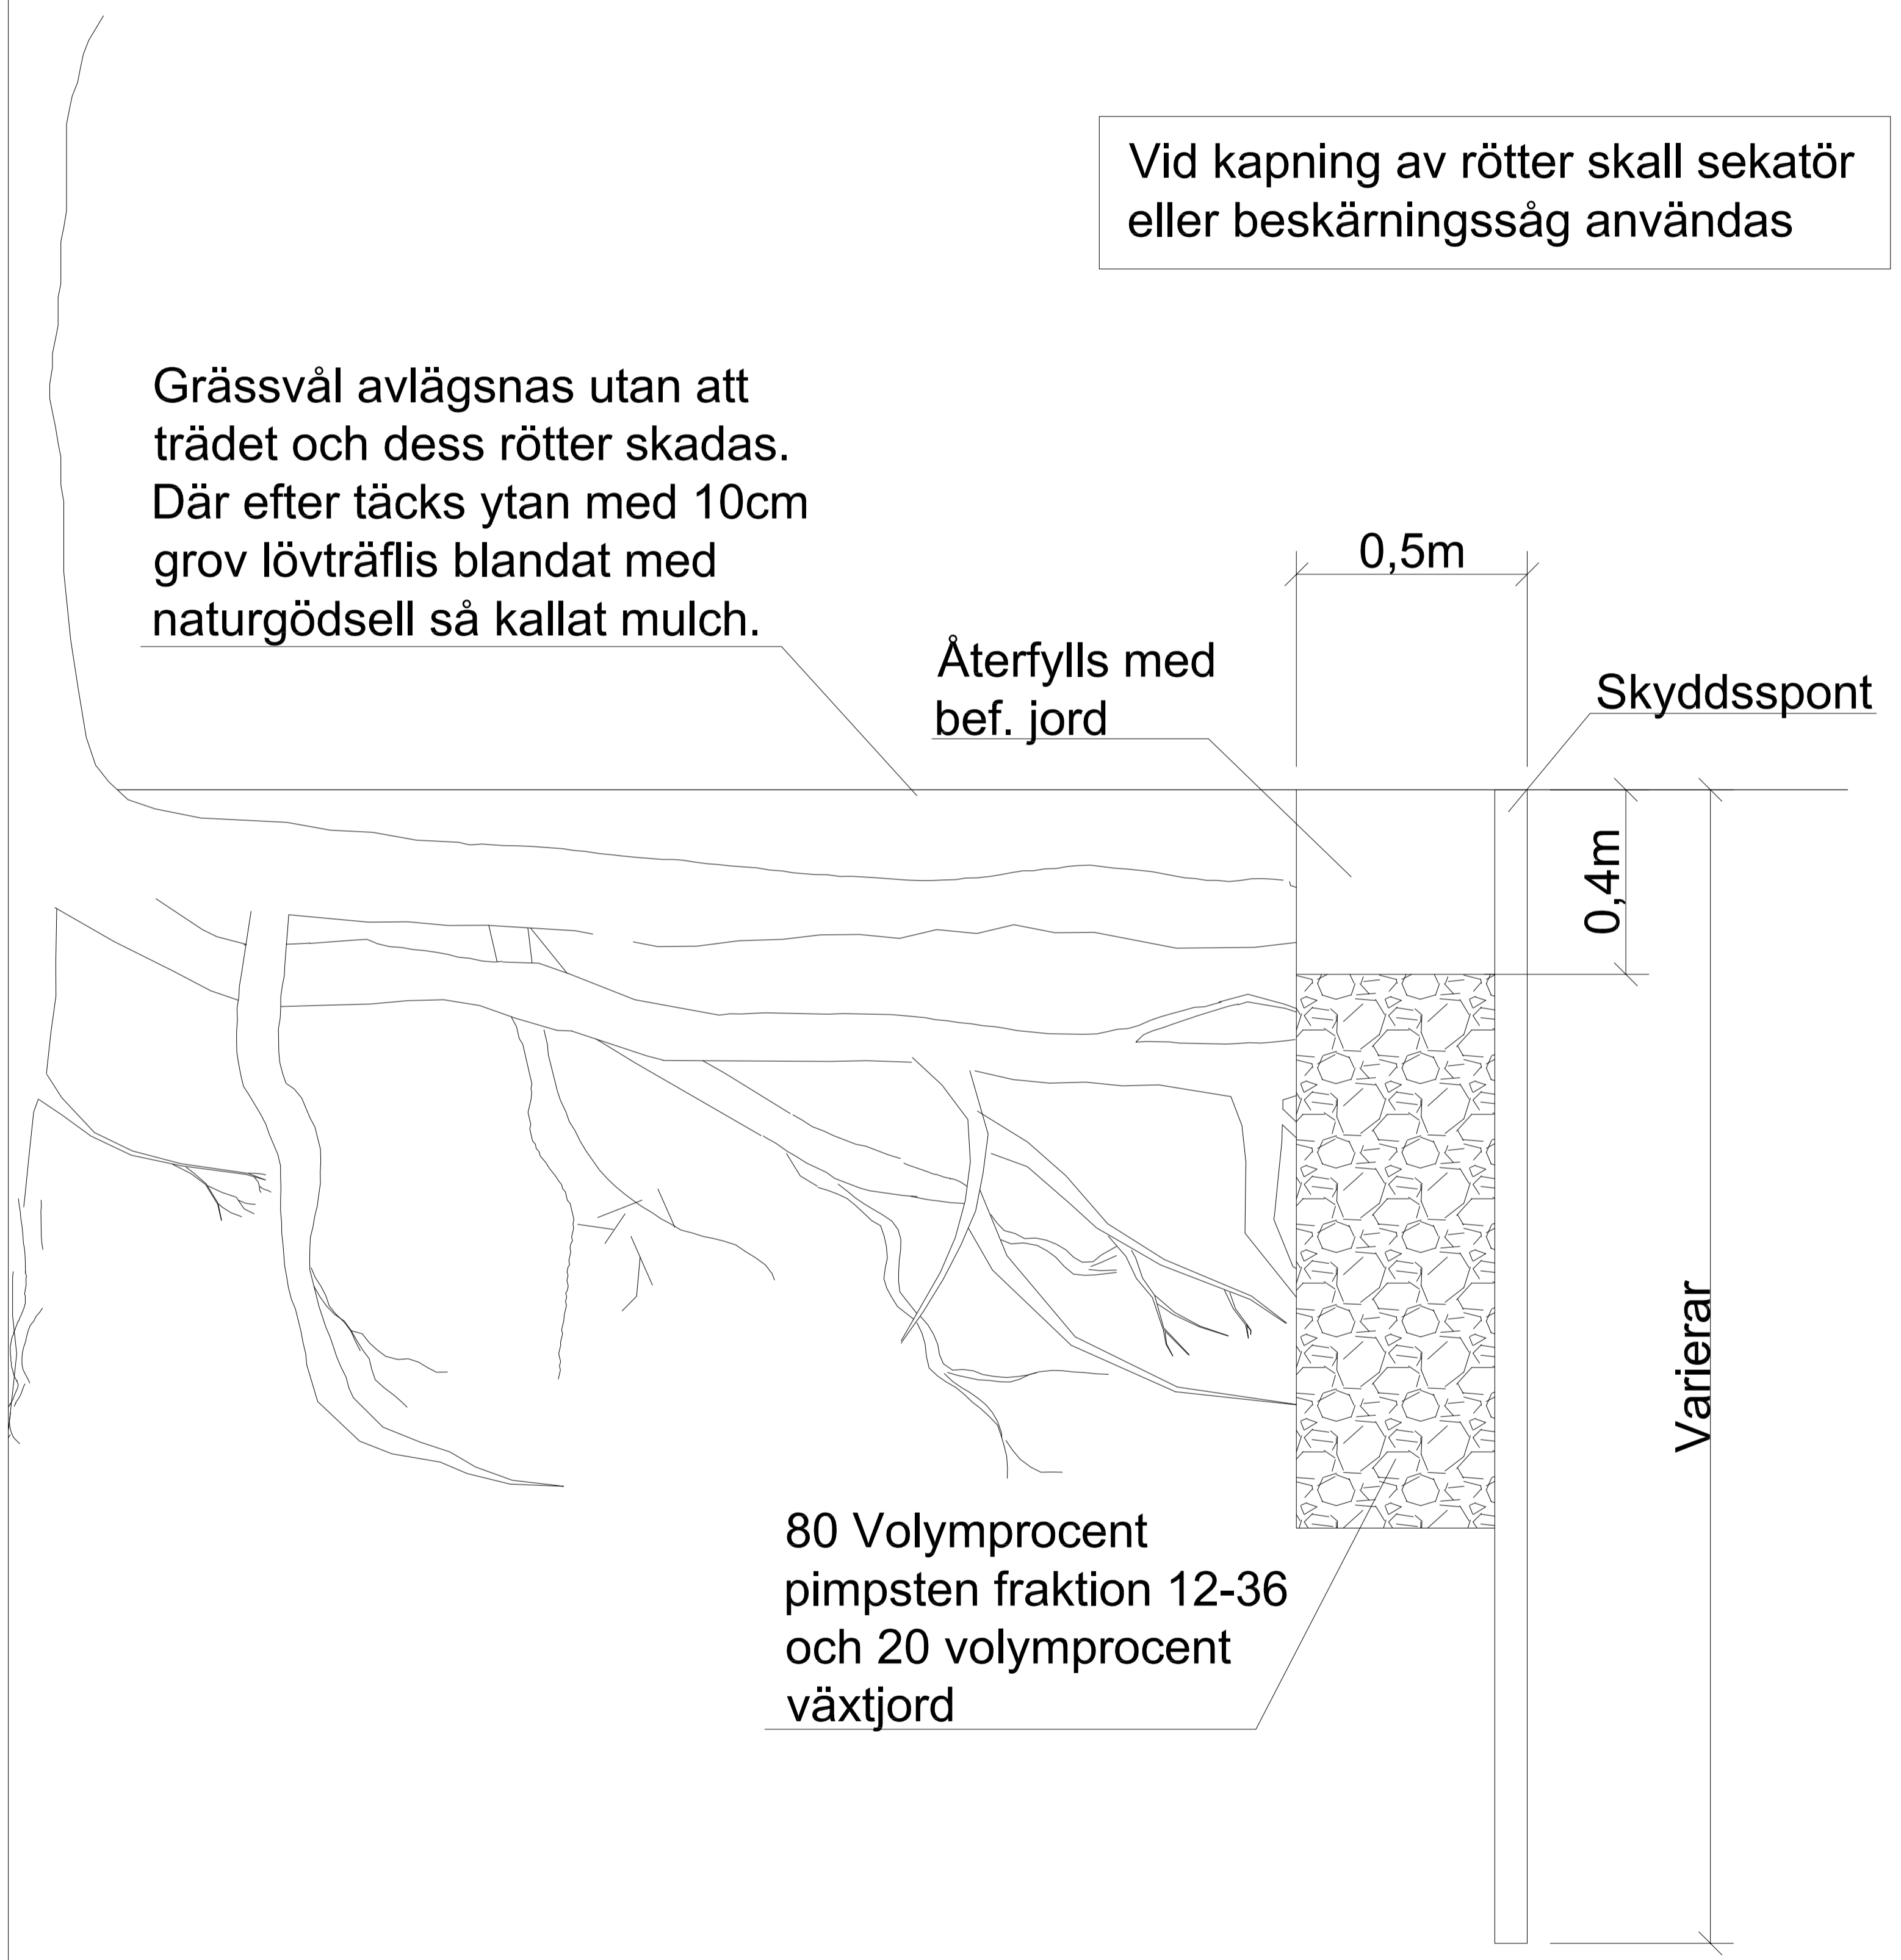 Vid kapning av rötter skall sekatör
eller beskärningssåg användas
Grässvål avlägsnas utan att
trädet och dess rötter skadas.
Där efter täcks ytan med 10cm
grov lövträflis blandat med
naturgödsell så kallat mulch.
0,5m
Återfylls med
bef. jord
Skyddsspont
0,4m
Varierar
80 Volymprocent
pimpsten fraktion 12-36
och 20 volymprocent
växtjord